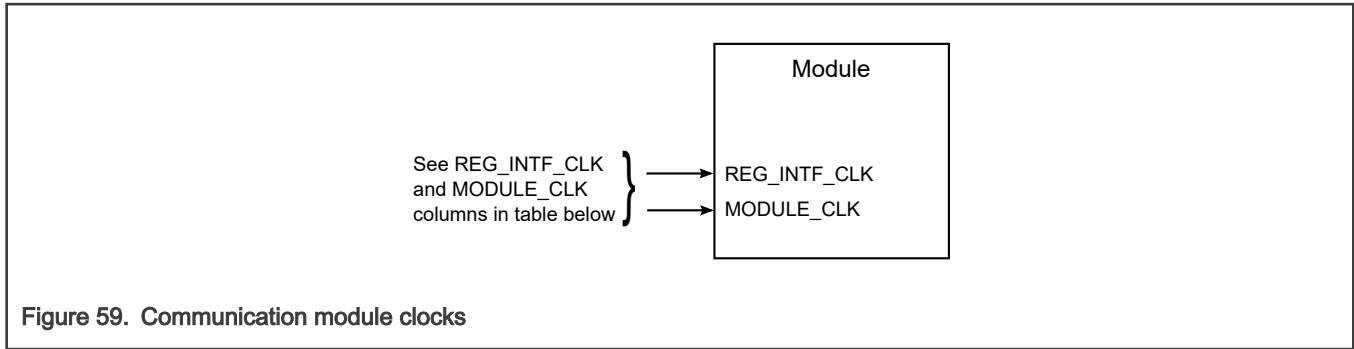 Module
See REG_INTF_CLK
and MODULE_CLK
columns in table below
REG_INTF_CLK
MODULE_CLK
Figure 59. Communication module clocks